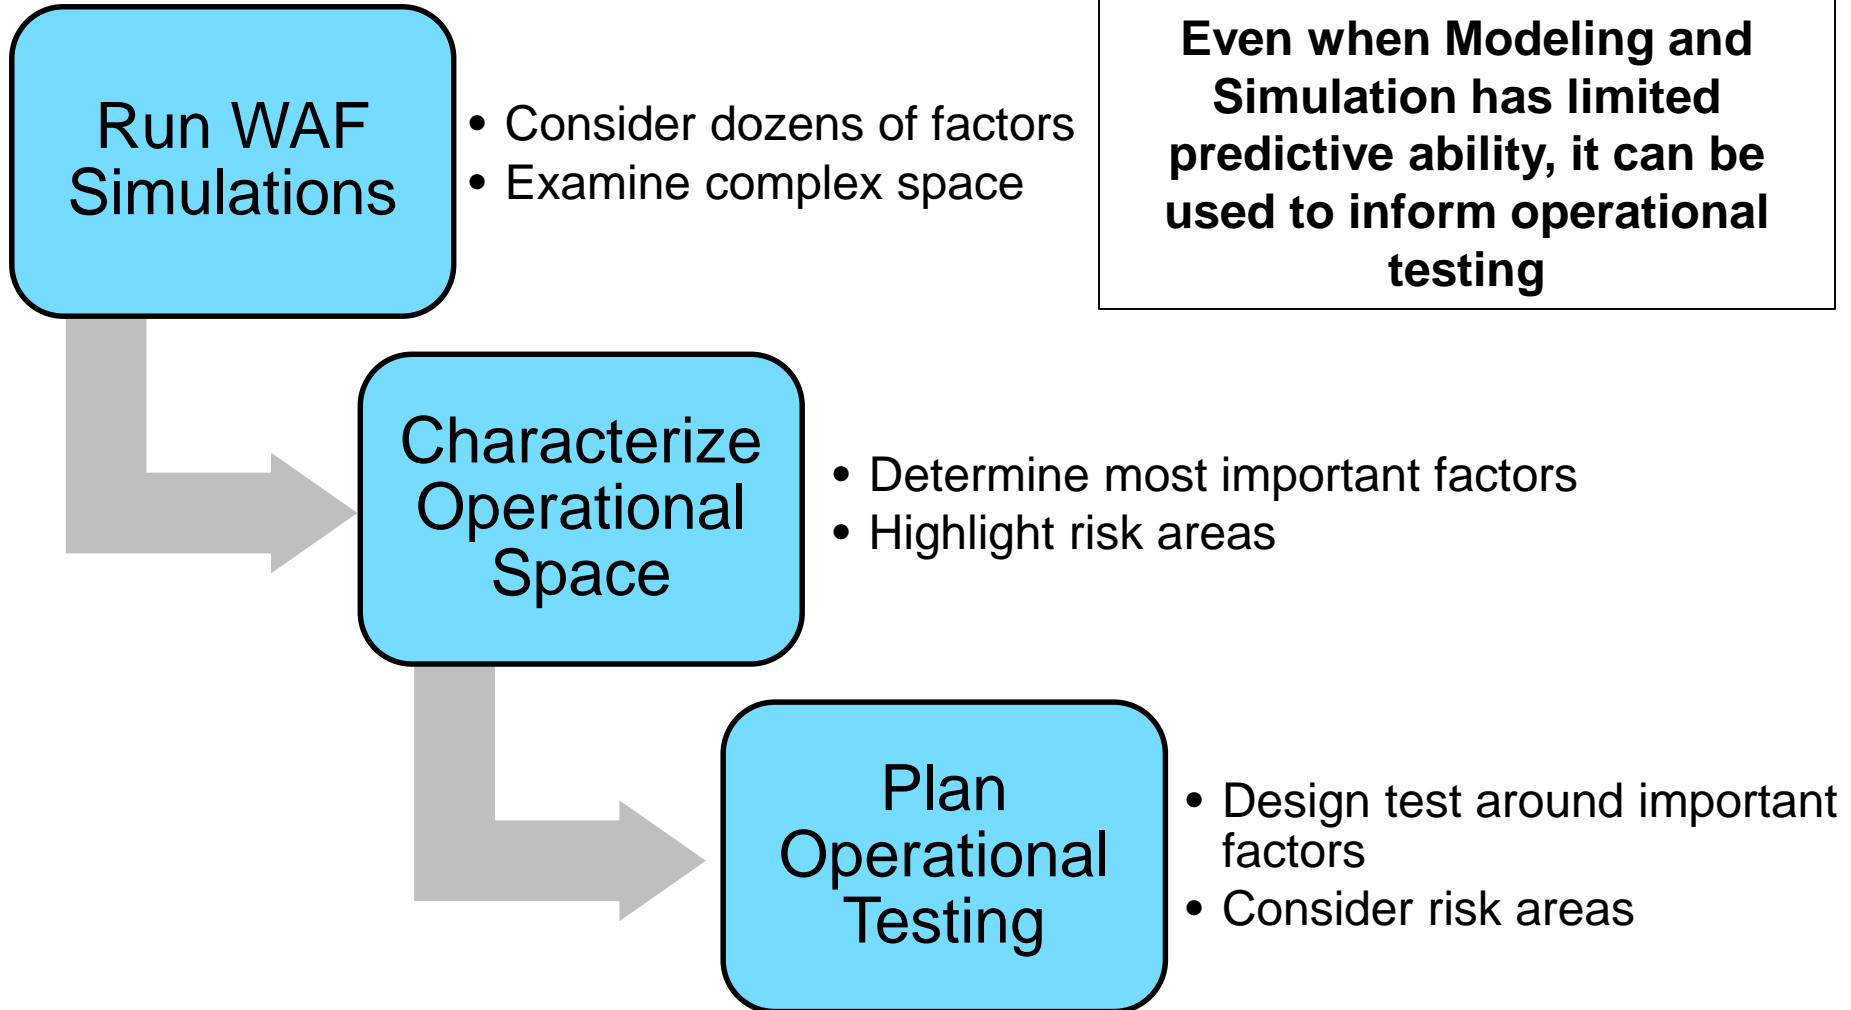 Run WAF
Simulations
• Consider dozens of factors
• Examine complex space
Even when Modeling and
Simulation has limited
predictive ability, it can be
used to inform operational
testing
Characterize
Operational
Space
• Determine most important factors
• Highlight risk areas
Plan
Operational
Testing
• Design test around important
factors
• Consider risk areas